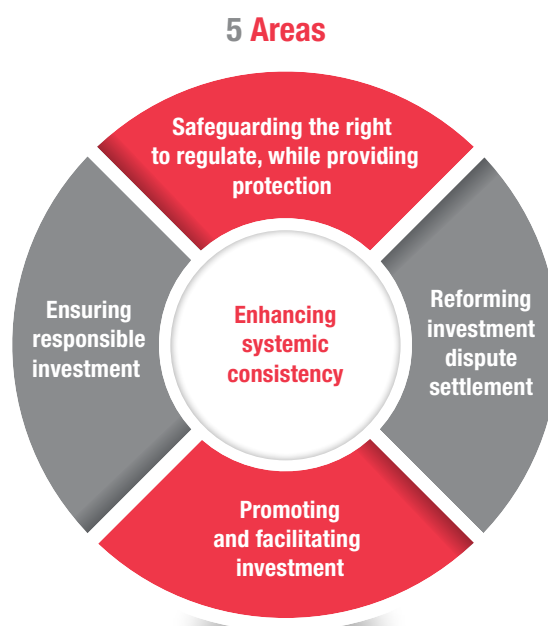 5 Areas
Safeguarding the right
to regulate, while providing
protection
Ensuring
responsible
investment
Enhancing
systemic
consistency
Reforming
investment
dispute
settlement
Promoting
and facilitating
investment